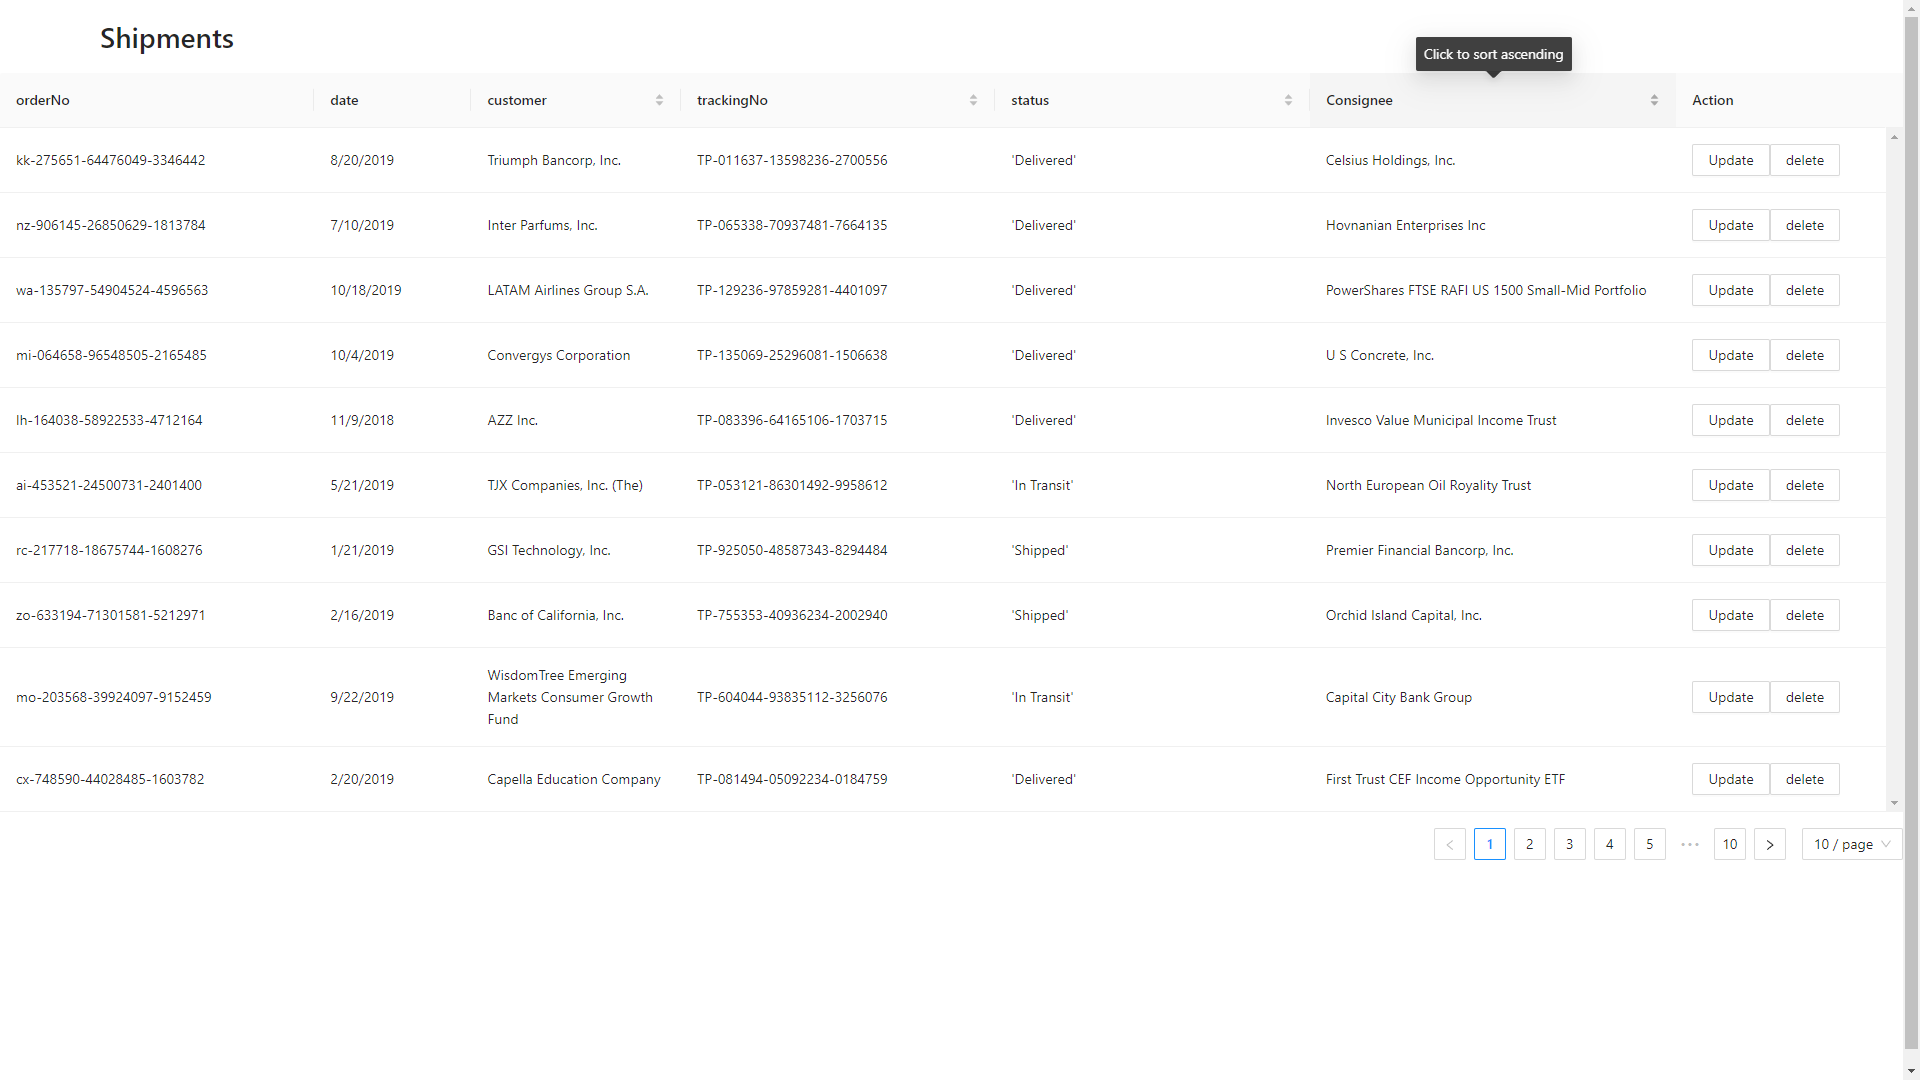 Shipments
Click to sort ascending
orderNo date customer trackingNo status Consignee Action
kk-275651-64476049-3346442 8/20/2019 Triumph Bancorp, Inc. TP-011637-13598236-2700556 'Delivered' Celsius Holdings, Inc. Update delete
nz-906145-26850629-1813784 7/10/2019 Inter Parfums, Inc. TP-065338-70937481-7664135 'Delivered' Hovnanian Enterprises Inc Update delete
wa-135797-54904524-4596563 10/18/2019 LATAM Airlines Group S.A. TP-129236-97859281-4401097 'Delivered' PowerShares FTSE RAFI US 1500 Small-Mid Portfolio Update delete
mi-064658-96548505-2165485 10/4/2019 Convergys Corporation TP-135069-25296081-1506638 'Delivered' U S Concrete, Inc. Update delete
lh-164038-58922533-4712164 11/9/2018 AZZ Inc. TP-083396-64165106-1703715 'Delivered' Invesco Value Municipal Income Trust Update delete
ai-453521-24500731-2401400 5/21/2019 TJX Companies, Inc. (The) TP-053121-86301492-9958612 'In Transit' North European Oil Royality Trust Update delete
rc-217718-18675744-1608276 1/21/2019 GSI Technology, Inc. TP-925050-48587343-8294484 'Shipped' Premier Financial Bancorp, Inc. Update delete
zo-633194-71301581-5212971 2/16/2019 Banc of California, Inc. TP-755353-40936234-2002940 'Shipped' Orchid Island Capital, Inc. Update delete
WisdomTree Emerging
mo-203568-39924097-9152459 9/22/2019 Markets Consumer Growth TP-604044-93835112-3256076 'In Transit' Capital City Bank Group Update delete
Fund
cx-748590-44028485-1603782 2/20/2019 Capella Education Company TP-081494-05092234-0184759 'Delivered' First Trust CEF Income Opportunity ETF Update delete
1 2 3 4 5 ••• 10 10 / page